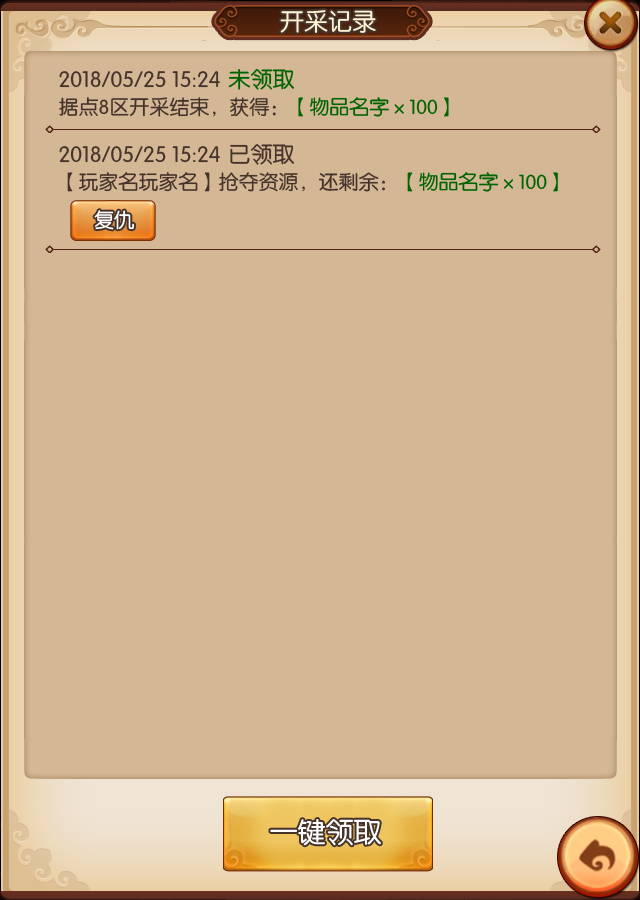 开采记录
2018/05/25 15:24 未领取
据点8区开采结束，获得：【物品名字×100】
2018/05/25 15:24 已领取
【玩家名玩家名】抢夺资源，还剩余：【物品名字×100】
复仇
一键领取